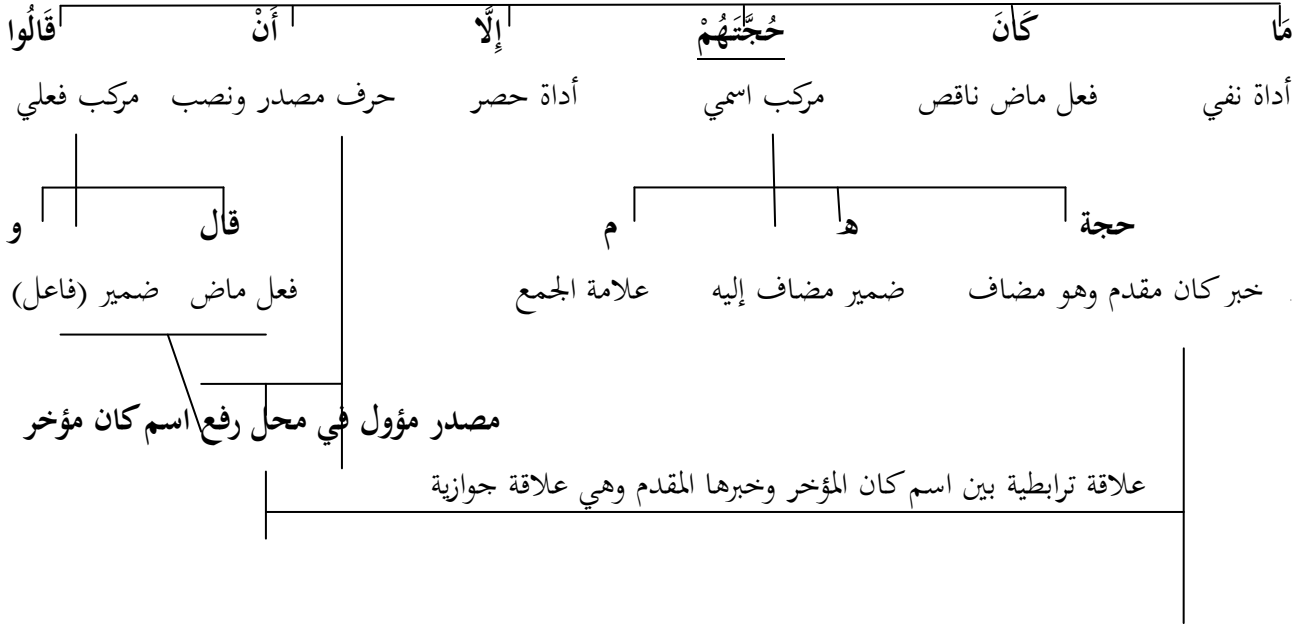 مَا كَانَ حُجَّتَهُمْ إِلَّا أَنْ قَالُوا
أداة نفي فعل ماض ناقص مركب اسمي أداة حصر حرف مصدر ونصب مركب فعلي
حجة ه م قال و
خبر كان مقدم وهو مضاف ضمير مضاف إليه علامة الجمع فعل ماض ضمير (فاعل)
مصدر مؤول في محل رفع اسم كان مؤخر
علاقة ترابطية بين اسم كان المؤخر وخبرها المقدم وهي علاقة جوازية